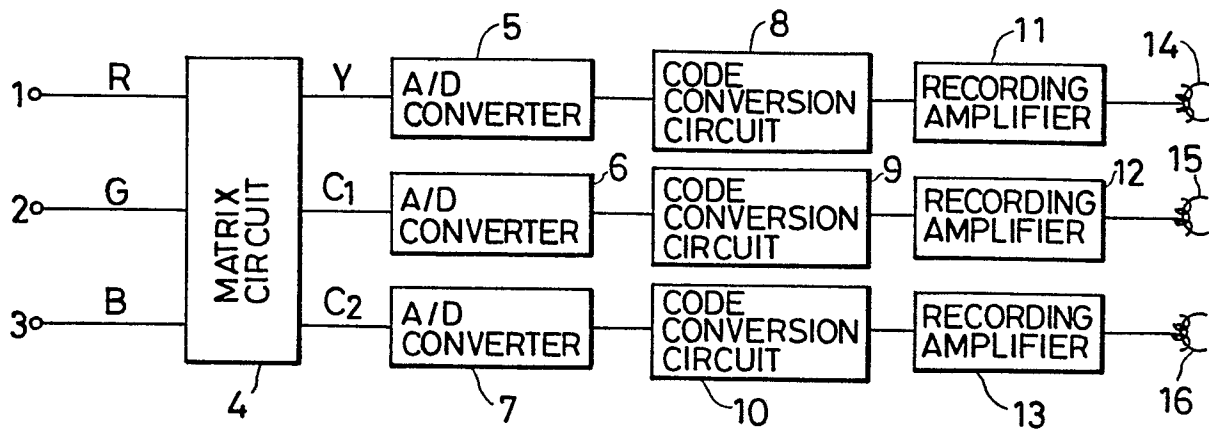 5
8
11
14
1
R
Y
A/D
CONVERTER
CODE
CONVERSION
CIRCUIT
RECORDING
AMPLIFIER
2
G
MATRIX
CIRCUIT
C1
6
A/D
CONVERTER
9
CODE
CONVERSION
CIRCUIT
12
RECORDING
AMPLIFIER
15
3
B
C2
A/D
CONVERTER
CODE
CONVERSION
CIRCUIT
RECORDING
AMPLIFIER
4
7
10
13
16